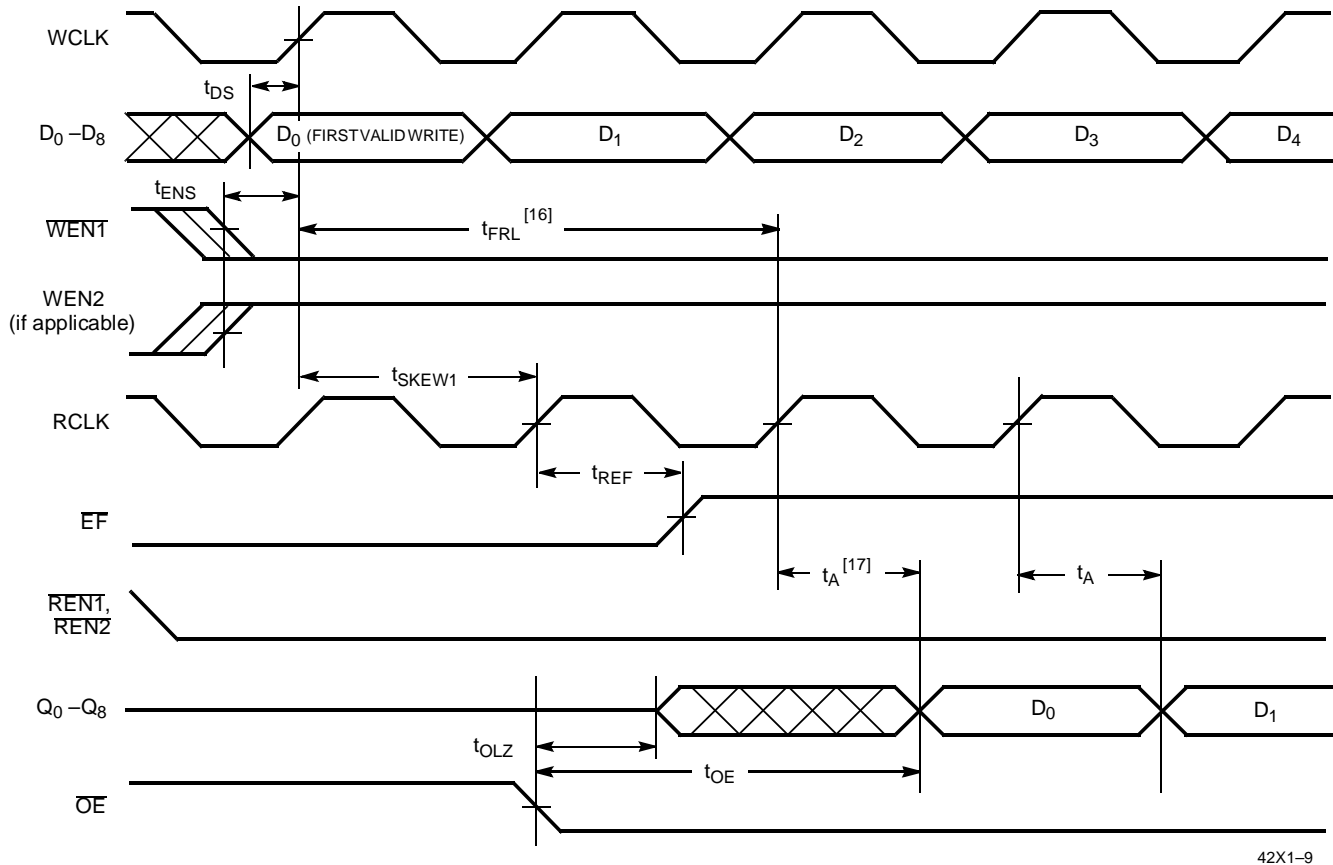 WCLK
tDS
D0 –D8
D0 (FIRST VALID WRITE)
D1
D2
D3
D4
tENS
WEN1
tFRL [16]
WEN2
(if applicable)
tSKEW1
RCLK
tREF
EF
tA [17]
tA
REN1,
REN2
Q0 –Q8
D0
D1
tOLZ
tOE
OE
42X1–9